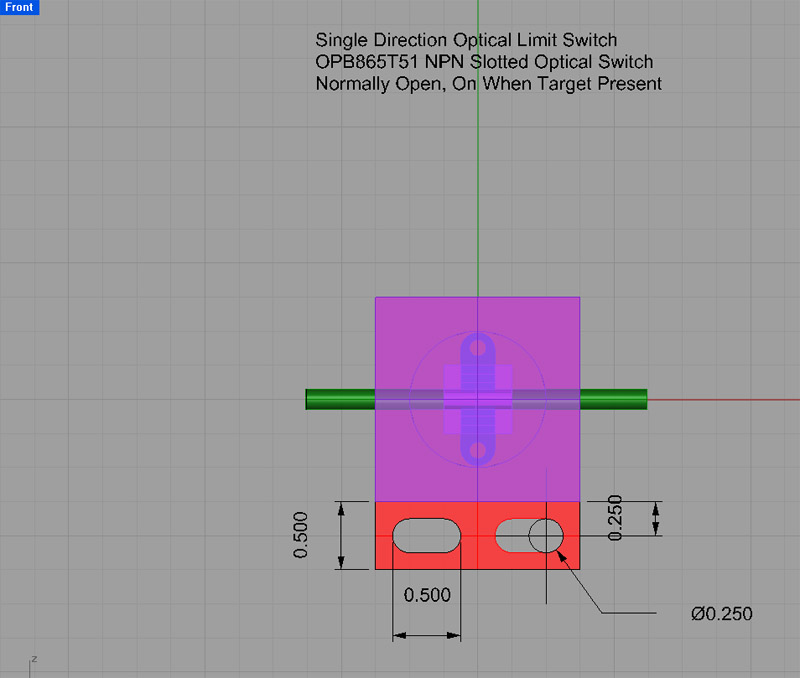 Front
Single Direction Optical Limit Switch
OPB865T51 NPN Slotted Optical Switch
Normally Open, On When Target Present
0.500
0.250
0.500
Ø0.250
z